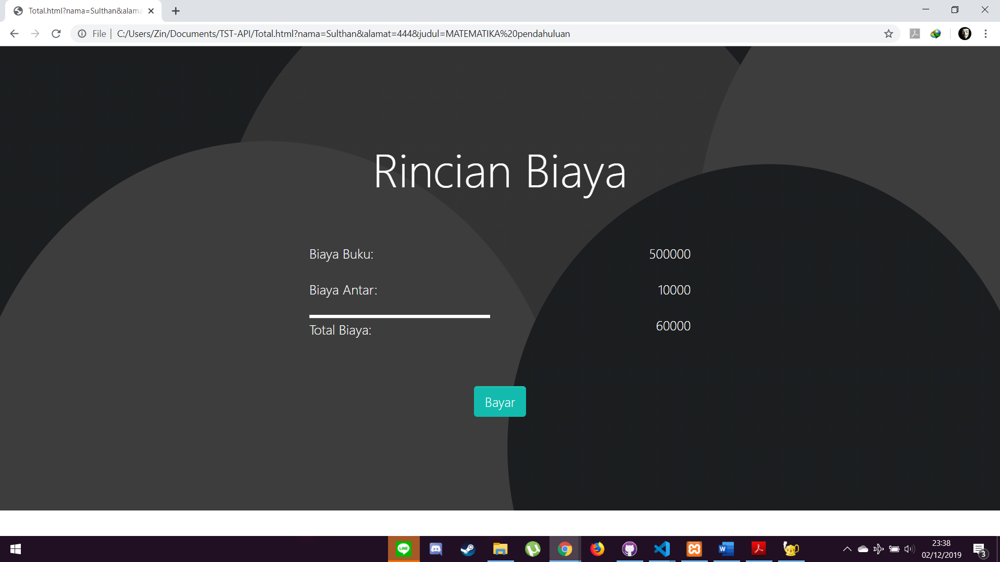 Total.html?nama=Sulthan&alama
File
C:/Users/Zin/Documents/TST-API/Total.html?nama=Sulthan&alamat=444&judul=MATEMATIKA%20pendahuluan
Rincian Biaya
Biaya Buku: 500000
Biaya Antar: 10000
Total Biaya: 60000
Bayar
LINE
23:38
02/12/2019
3